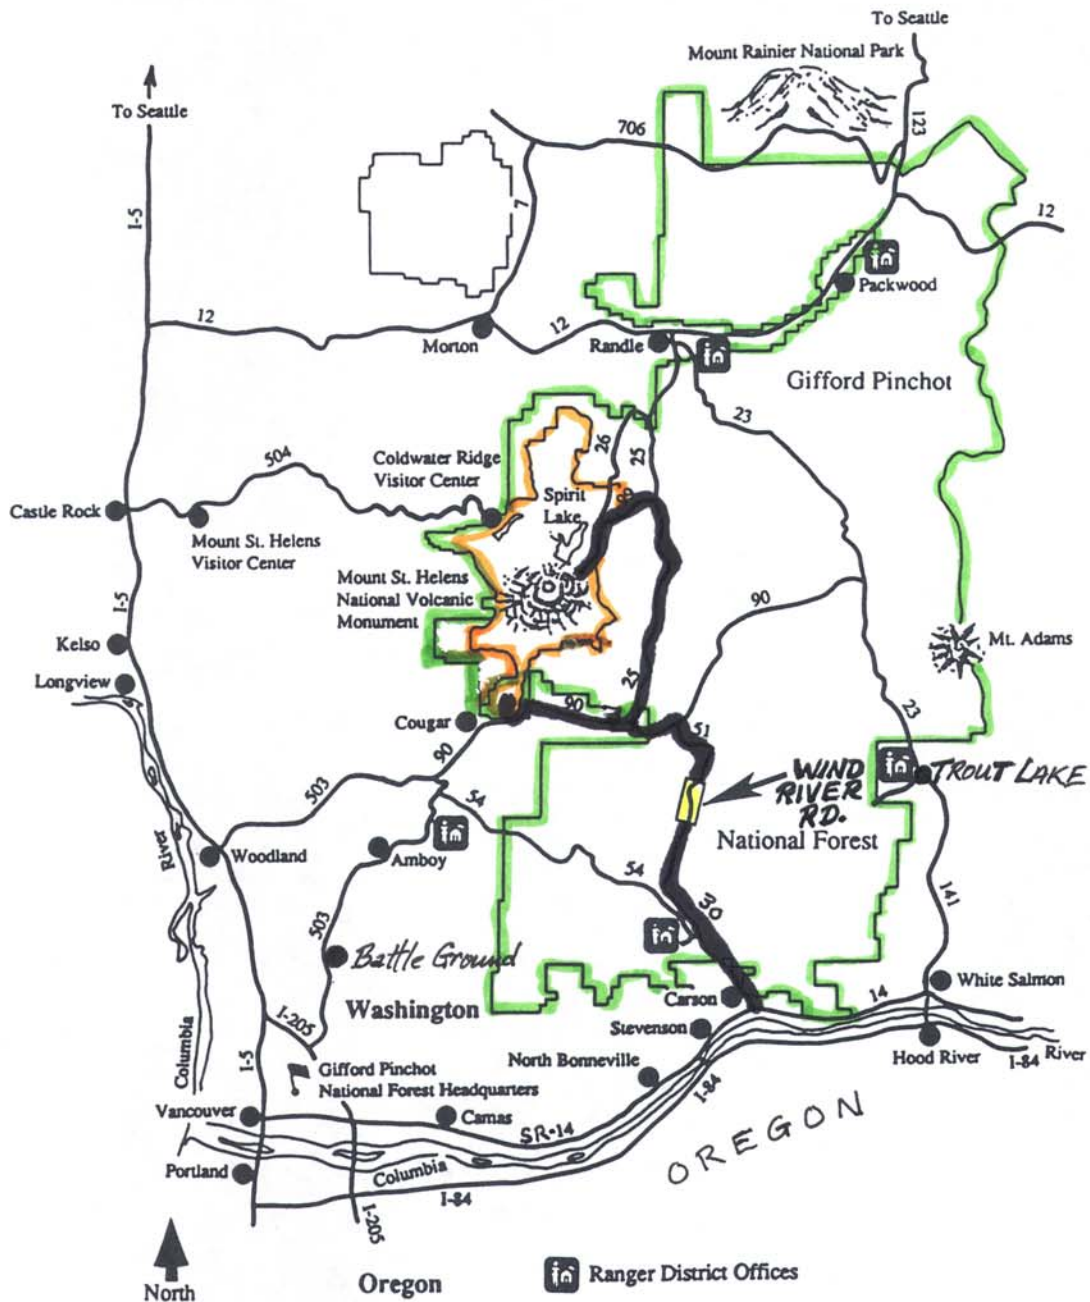 To Seattle
Mount Rainier National Park
To Seattle
123
706
I-5
7
12
12
Packwood
12
12
Morton
Randle
Gifford Pinchot
23
26
25
504
Coldwater Ridge
Visitor Center
99
Spirit
Lake
Castle Rock
Mount St. Helens
Visitor Center
Mount St. Helens
National Volcanic
Monument
I-5
90
Kelso
Mt. Adams
Longview
25
90
Cougar
51
23
90
WIND
RIVER
RD.
TROUT LAKE
503
54
National Forest
River
Woodland
Amboy
54
30
141
503
Battle Ground
White Salmon
Carson
14
Washington
Stevenson
I-205
Hood River
I-84
River
Columbia
I-5
North Bonneville
Gifford Pinchot
National Forest Headquarters
I-84
Vancouver
Camas
SR-14
OREGON
Portland
Columbia
I-84
I-205
North
Oregon
Ranger District Offices